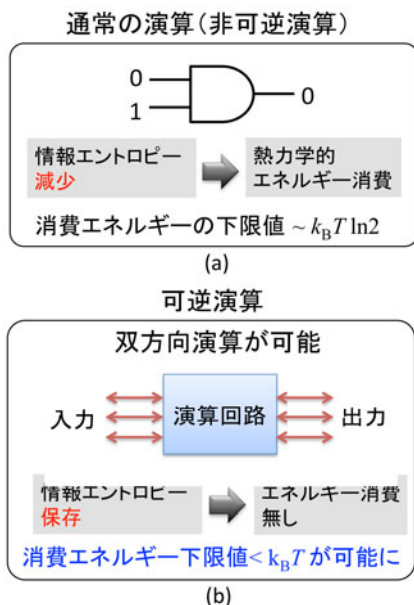 通常の演算(非可逆演算)
0
1
0
情報エントロピー
減少
熱力学的
エネルギー消費
消費エネルギーの下限値 ~ kBT ln2
(a)
可逆演算
双方向演算が可能
入力
演算回路
出力
情報エントロピー
保存
エネルギー消費
無し
消費エネルギー下限値< kBT が可能に
(b)